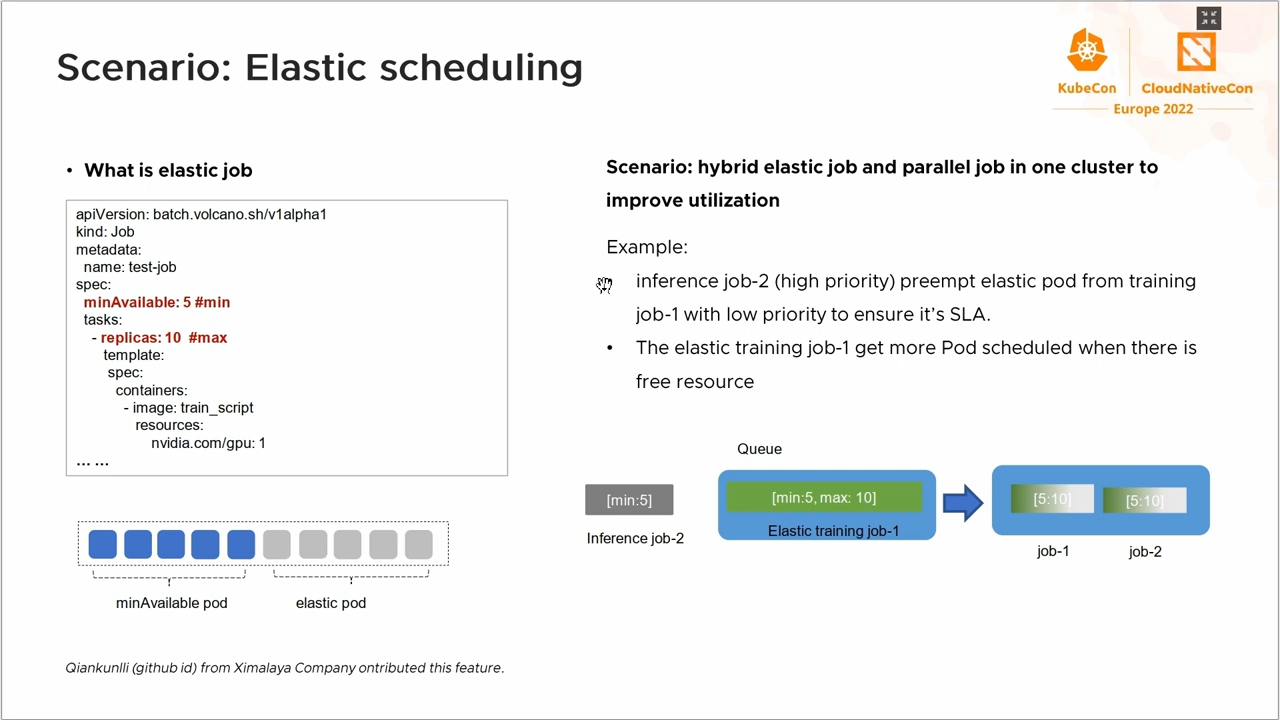 Scenario: Elastic scheduling
KubeCon
CloudNativeCon
Europe 2022
• What is elastic job
apiVersion: batch.volcano.sh/v1alpha1
kind: Job
metadata:
name: test-job
spec:
minAvailable: 5 #min
tasks:
- replicas: 10 #max
template:
spec:
containers:
- image: train_script
resources:
nvidia.com/gpu: 1
... ...
minAvailable pod
elastic pod
Qiankunlli (github id) from Ximalaya Company ontributed this feature.
Scenario: hybrid elastic job and parallel job in one cluster to
improve utilization
Example:
inference job-2 (high priority) preempt elastic pod from training
job-1 with low priority to ensure it's SLA.
• The elastic training job-1 get more Pod scheduled when there is
free resource
Queue
[min:5]
Inference job-2
[min:5, max: 10]
Elastic training job-1
[5:10]
[5:10]
job-1
job-2